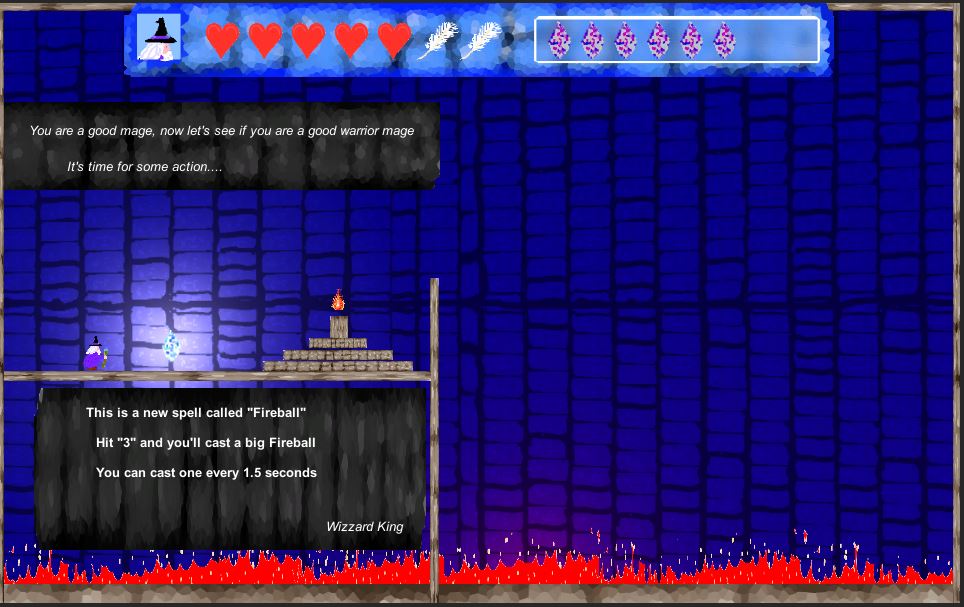 You are a good mage, now let's see if you are a good warrior mage
It's time for some action....
This is a new spell called "Fireball"
Hit "3" and you'll cast a big Fireball
You can cast one every 1.5 seconds
Wizzard King